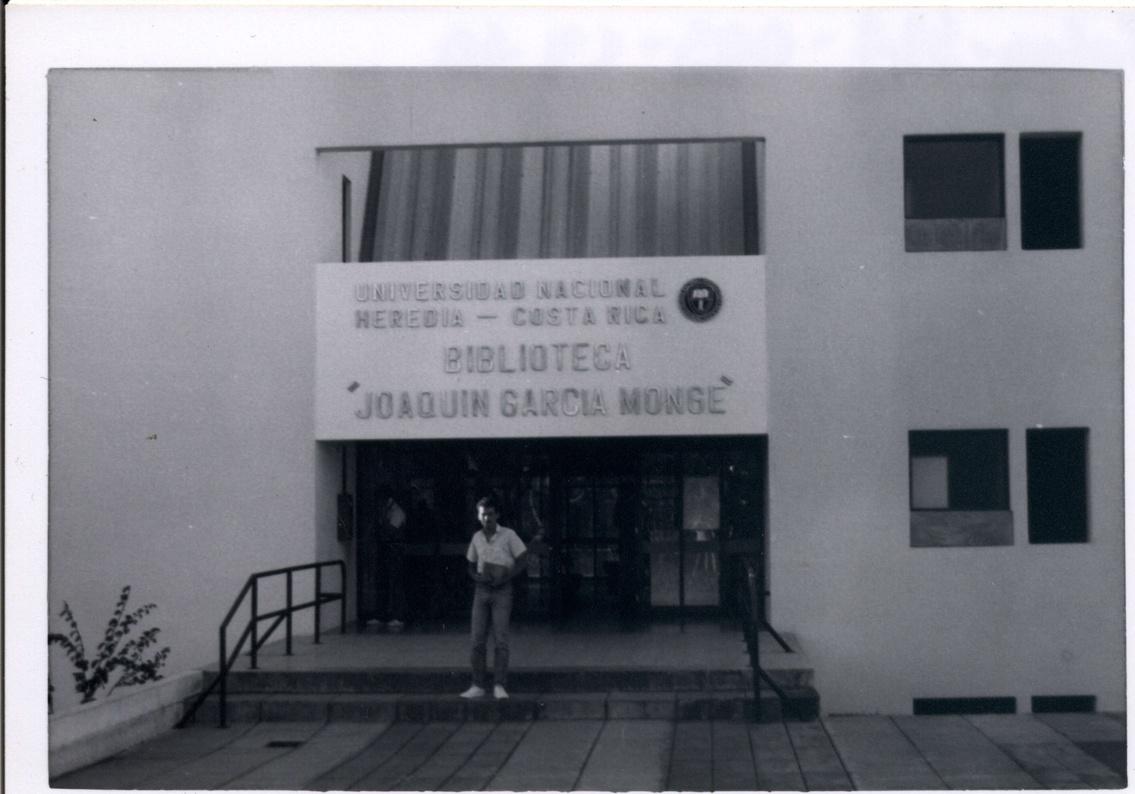 UNIVERSIDAD NACIONAL
HEREDIA — COSTA RICA
BIBLIOTECA
"JOAQUIN GARCIA MONGE"